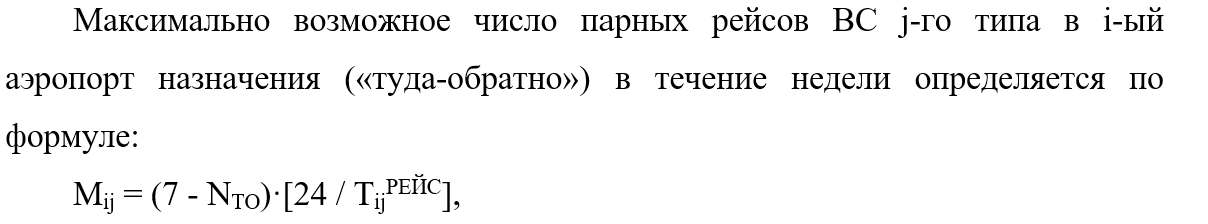 Максимально возможное число парных рейсов ВС j-го типа в i-ый
аэропорт назначения («туда-обратно») в течение недели определяется по
формуле:
Mij = (7 - NТО)·[24 / TijРЕЙС],